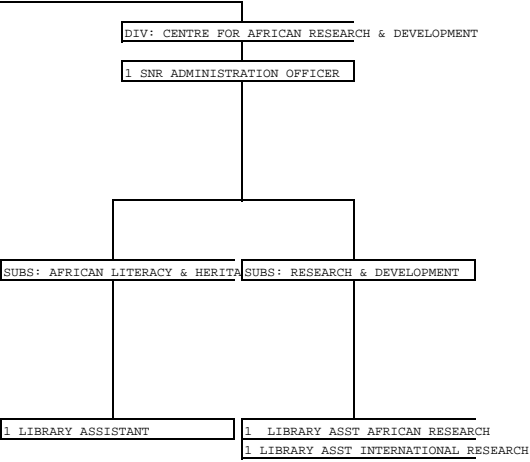 DIV: CENTRE FOR AFRICAN RESEARCH & DEVELOPMENT
1 SNR ADMINISTRATION OFFICER
SUBS: AFRICAN LITERACY & HERITA
SUBS: RESEARCH & DEVELOPMENT
1 LIBRARY ASSISTANT
1 LIBRARY ASST AFRICAN RESEARCH
1 LIBRARY ASST INTERNATIONAL RESEARCH